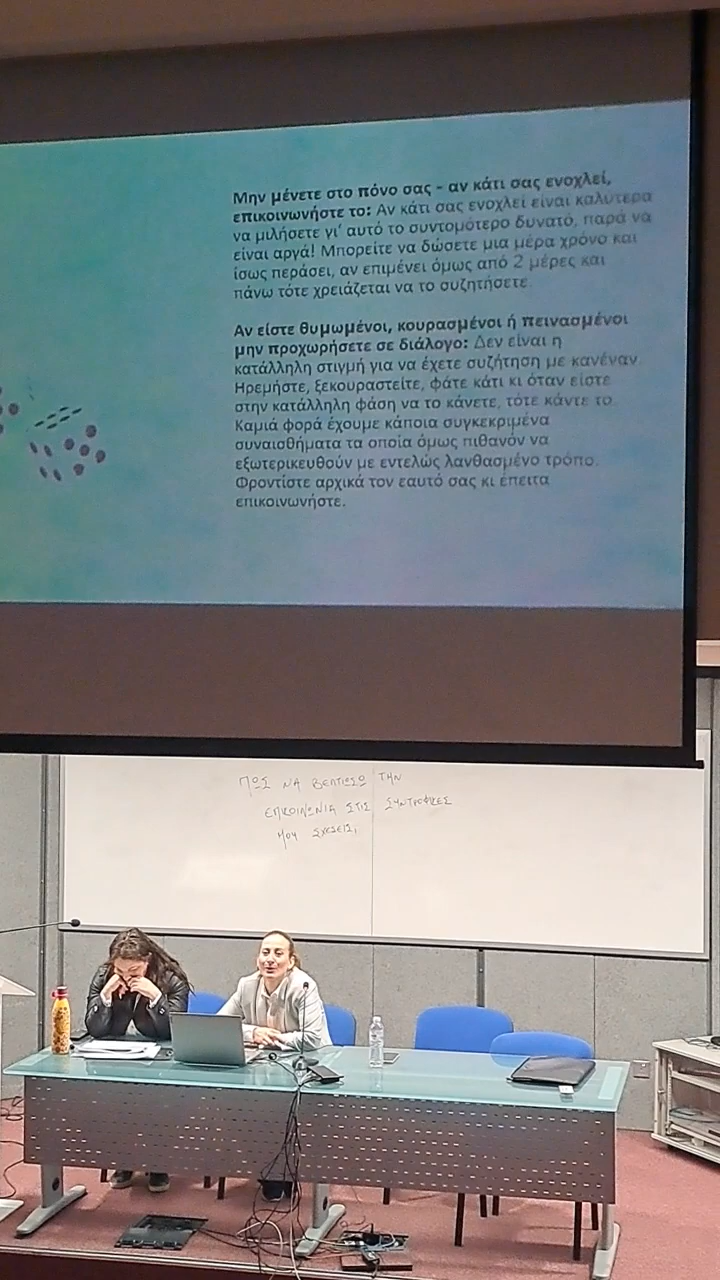 Μην μένετε στο πόνο σας - αν κάτι σας ενοχλεί,
επικοινωνήστε το: Αν κάτι σας ενοχλεί είναι καλύτερα
να μιλήσετε γι' αυτό το συντομότερο δυνατό, παρά να
είναι αργά! Μπορείτε να δώσετε μια μέρα χρόνο και
ίσως περάσει, αν επιμένει όμως από 2 μέρες και
πάνω τότε χρειάζεται να το συζητήσετε.
Αν είστε θυμωμένοι, κουρασμένοι ή πεινασμένοι
μην προχωρήσετε σε διάλογο: Δεν είναι η
κατάλληλη στιγμή για να έχετε συζήτηση με κανέναν.
Ηρεμήστε, ξεκουραστείτε, φάτε κάτι κι όταν είστε
στην κατάλληλη φάση να το κάνετε, τότε κάντε το.
Καμιά φορά έχουμε κάποια συγκεκριμένα
συναισθήματα τα οποία όμως πιθανόν να
εξωτερικευθούν με εντελώς λανθασμένο τρόπο.
Φροντίστε αρχικά τον εαυτό σας κι έπειτα
επικοινωνήστε.
ΠΩΣ ΝΑ ΒΕΛΤΙΩΣΩ ΤΗΝ
ΕΠΙΚΟΙΝΩΝΙΑ ΣΤΙΣ ΣΥΝΤΡΟΦΙΚΕΣ
ΜΟΥ ΣΧΕΣΕΙΣ;